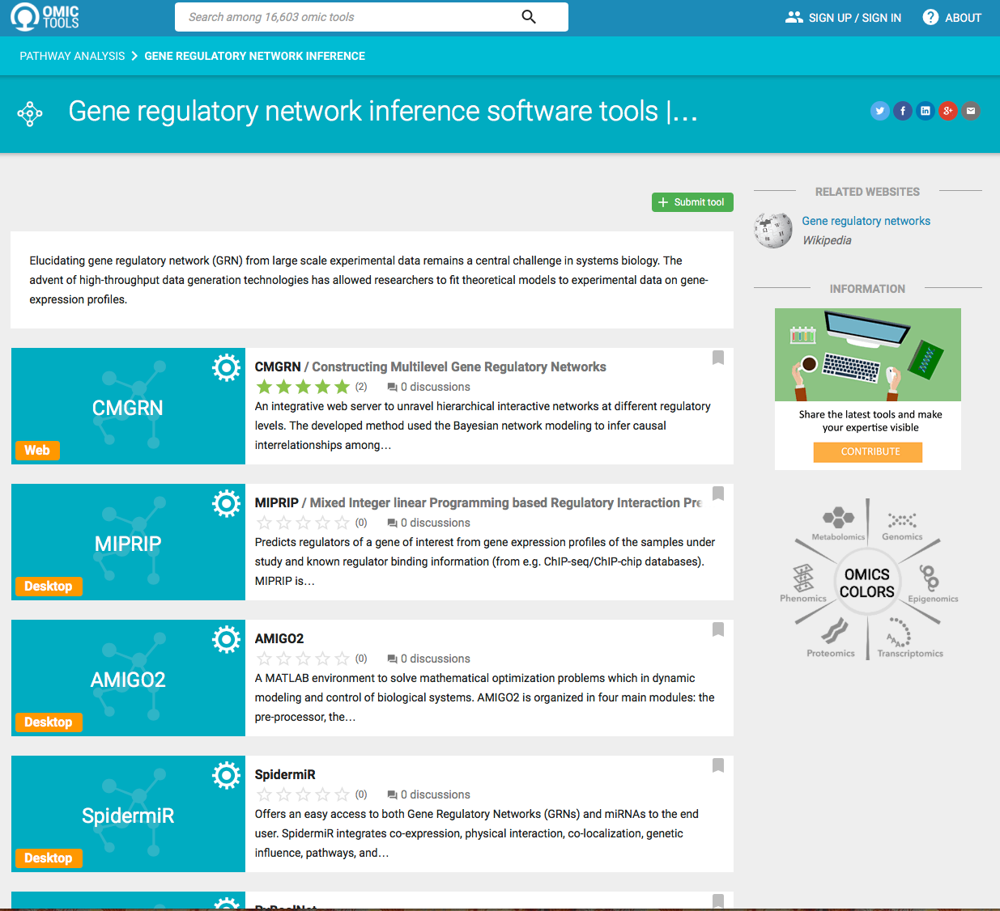 OMIC
TOOLS
Search among 16,603 omic tools
SIGN UP / SIGN IN
ABOUT
PATHWAY ANALYSIS
GENE REGULATORY NETWORK INFERENCE
Gene regulatory network inference software tools |...
Submit tool
Elucidating gene regulatory network (GRN) from large scale experimental data remains a central challenge in systems biology. The
advent of high-throughput data generation technologies has allowed researchers to fit theoretical models to experimental data on gene-
expression profiles.
CMGRN
Web
CMGRN / Constructing Multilevel Gene Regulatory Networks
(2) 0 discussions
An integrative web server to unravel hierarchical interactive networks at different regulatory
levels. The developed method used the Bayesian network modeling to infer causal
interrelationships among…
MIPRIP
Desktop
MIPRIP / Mixed Integer linear Programming based Regulatory Interaction Pre
(0) 0 discussions
Predicts regulators of a gene of interest from gene expression profiles of the samples under
study and known regulator binding information (from e.g. ChIP-seq/ChIP-chip databases).
MIPRIP is…
AMIGO2
Desktop
AMIGO2
(0) 0 discussions
A MATLAB environment to solve mathematical optimization problems which in dynamic
modeling and control of biological systems. AMIGO2 is organized in four main modules: the
pre-processor, the…
SpidermiR
Desktop
SpidermiR
(0) 0 discussions
Offers an easy access to both Gene Regulatory Networks (GRNs) and miRNAs to the end
user. SpidermiR integrates co-expression, physical interaction, co-localization, genetic
influence, pathways, and…
RELATED WEBSITES
Gene regulatory networks
Wikipedia
INFORMATION
Share the latest tools and make
your expertise visible
CONTRIBUTE
Metabolomics
Genomics
Phenomics
OMICS
COLORS
Epigenomics
Proteomics
Transcriptomics